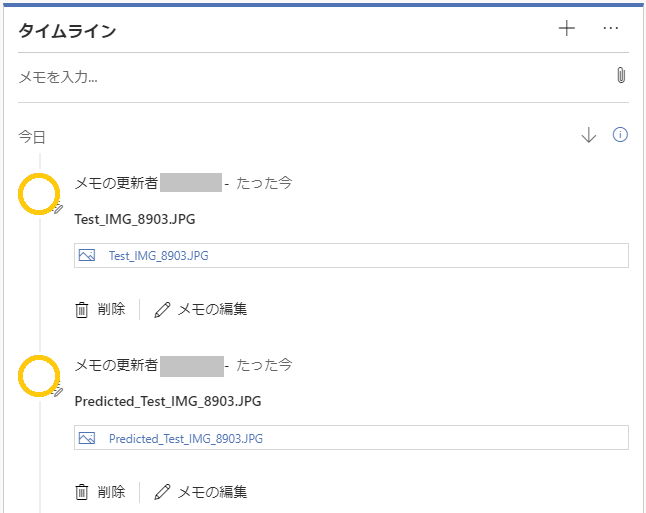 タイムライン
メモを入力...
今日
メモの更新者 - たった今
Test_IMG_8903.JPG
Test_IMG_8903.JPG
削除 メモの編集
メモの更新者 - たった今
Predicted_Test_IMG_8903.JPG
Predicted_Test_IMG_8903.JPG
削除 メモの編集